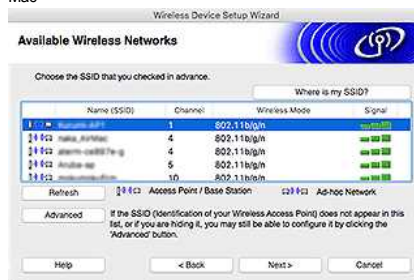 Mac
Wireless Device Setup Wizard
Available Wireless Networks
Choose the SSID that you checked in advance.
Where is my SSID?
Name (SSID) Channel Wireless Mode Signal
1 802.11b/g/n
4 802.11b/g/n
4 802.11b/g/n
5 802.11b/g/n
10 802.11b/g/n
Refresh Access Point / Base Station Ad-hoc Network
Advanced If the SSID (Identification of your Wireless Access Point) does not appear in this
list, or if you are hiding it, you may still be able to configure it by clicking the
'Advanced' button.
Help < Back Next > Cancel